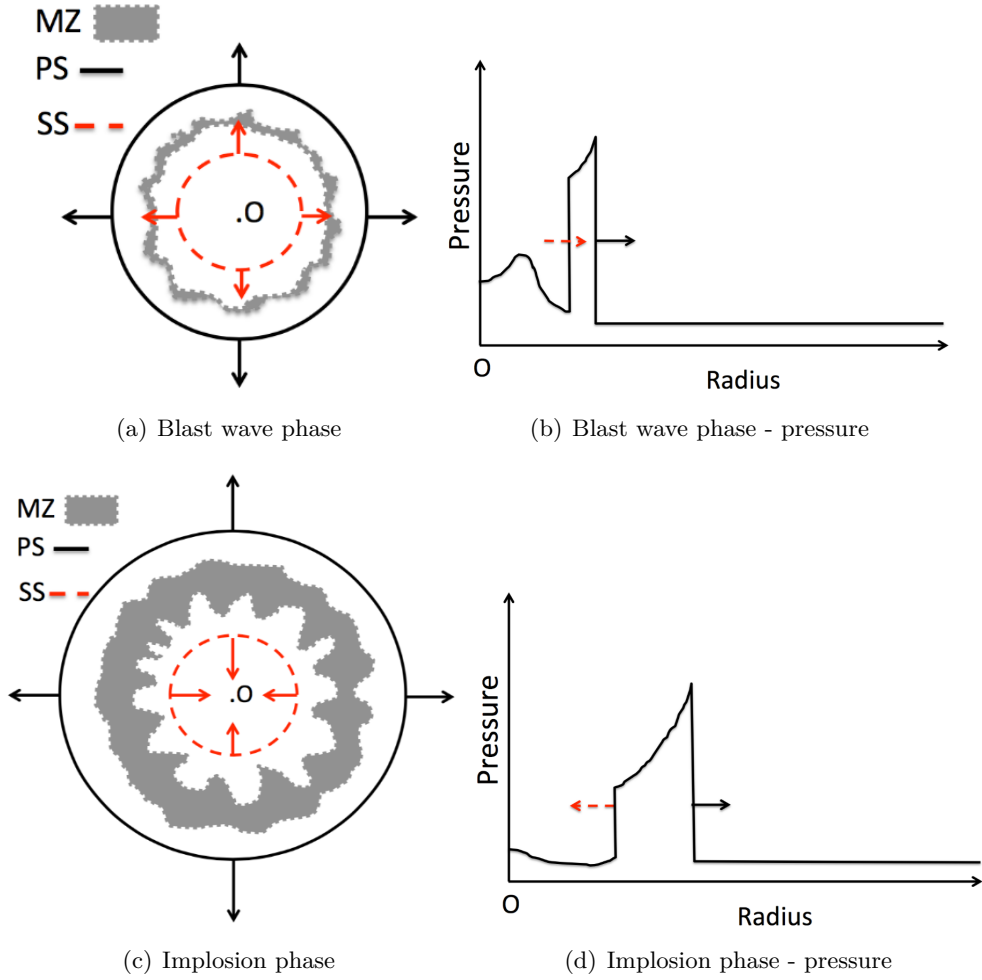 MZ
PS
SS
.O
(a) Blast wave phase
Pressure
O
Radius
(b) Blast wave phase - pressure
MZ
PS
SS
.O
(c) Implosion phase
Pressure
O
Radius
(d) Implosion phase - pressure